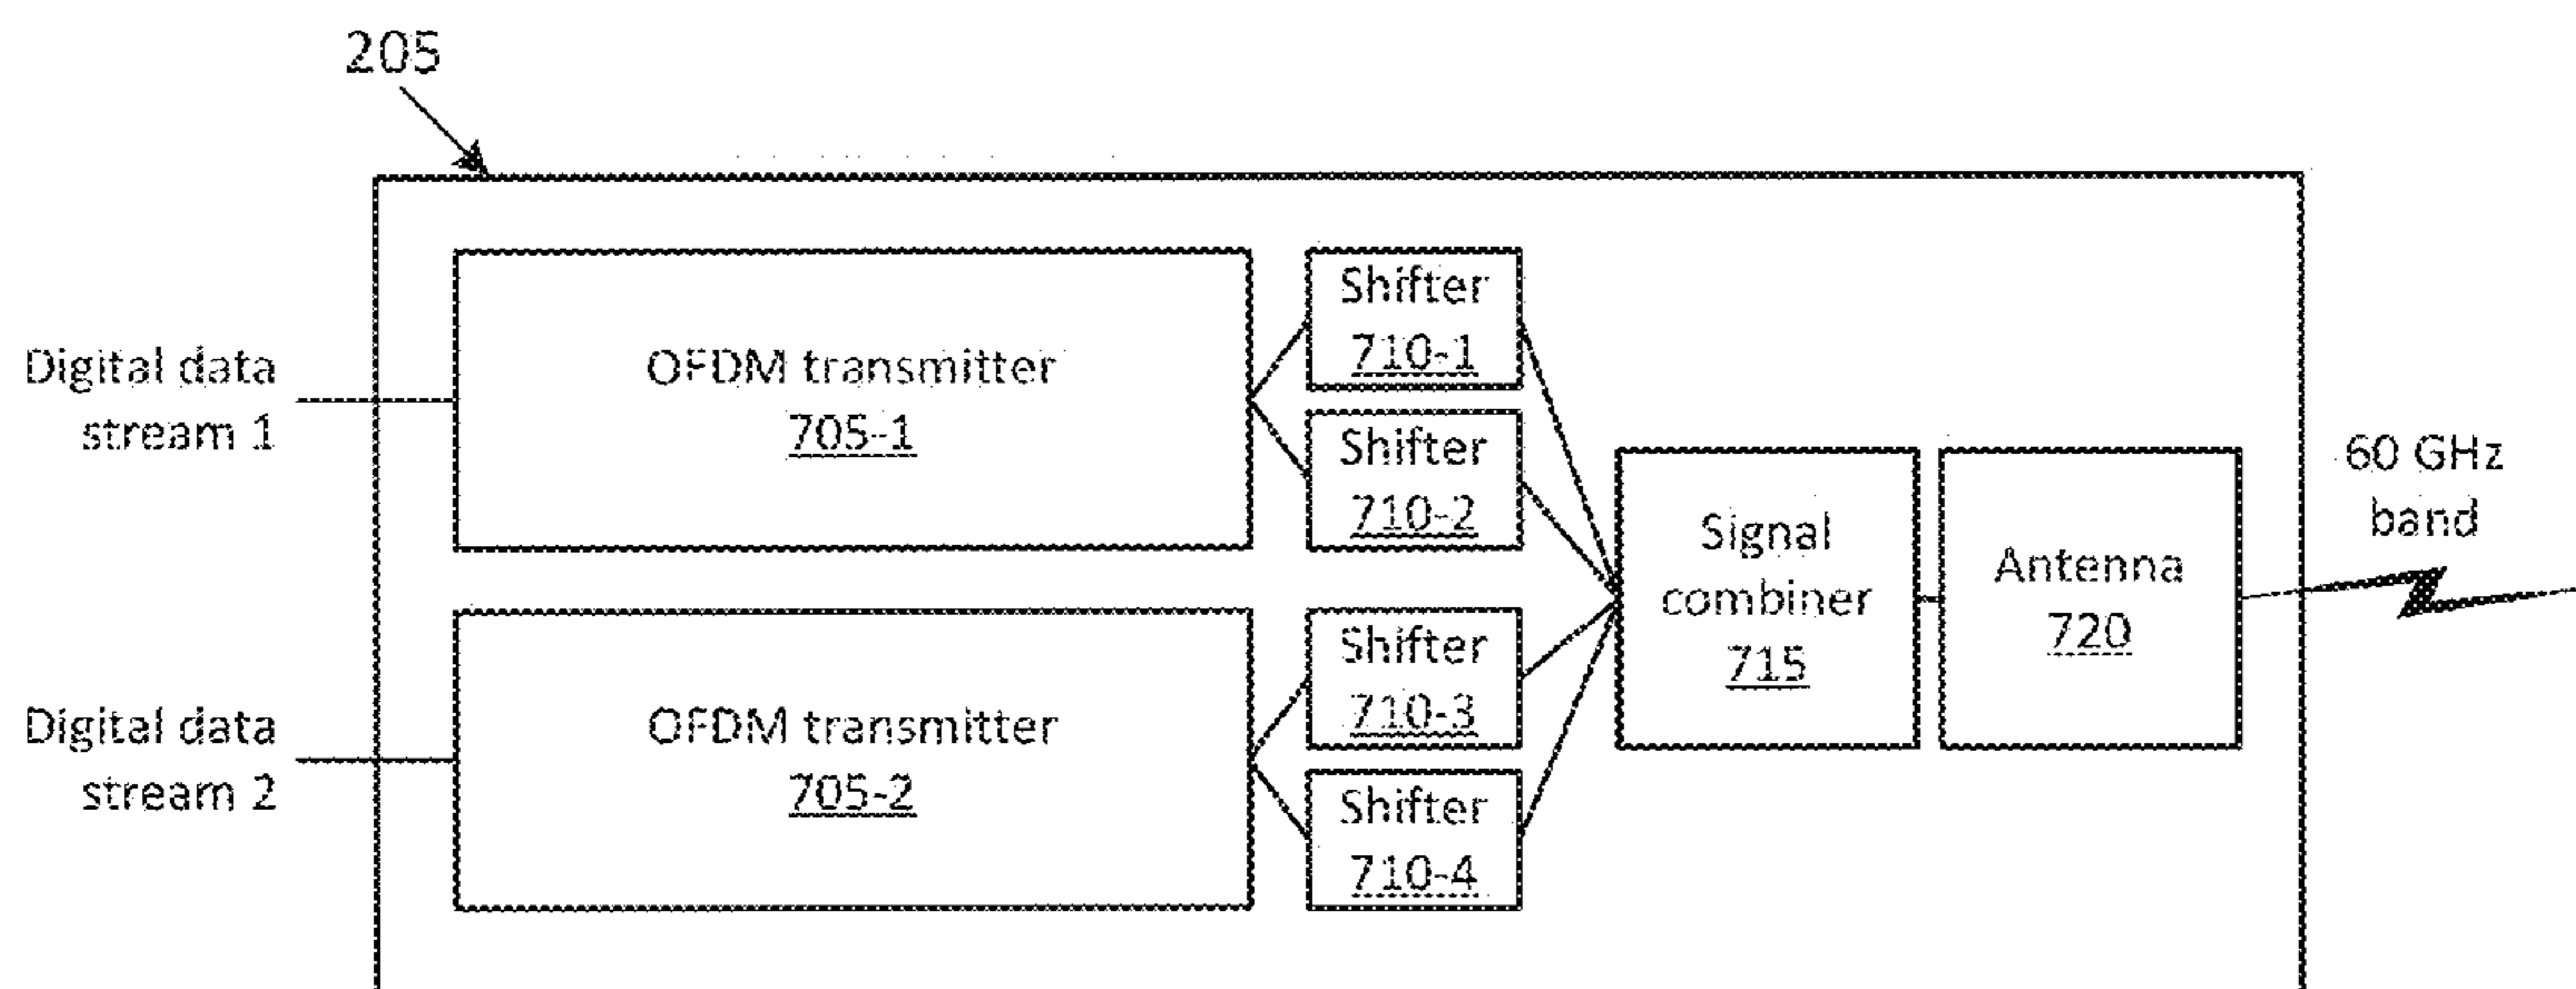 205
Digital data
stream 1
OFDM transmitter
705-1
Shifter
710-1
Shifter
710-2
Digital data
stream 2
OFDM transmitter
705-2
Shifter
710-3
Shifter
710-4
Signal
combiner
715
Antenna
720
60 GHz
band